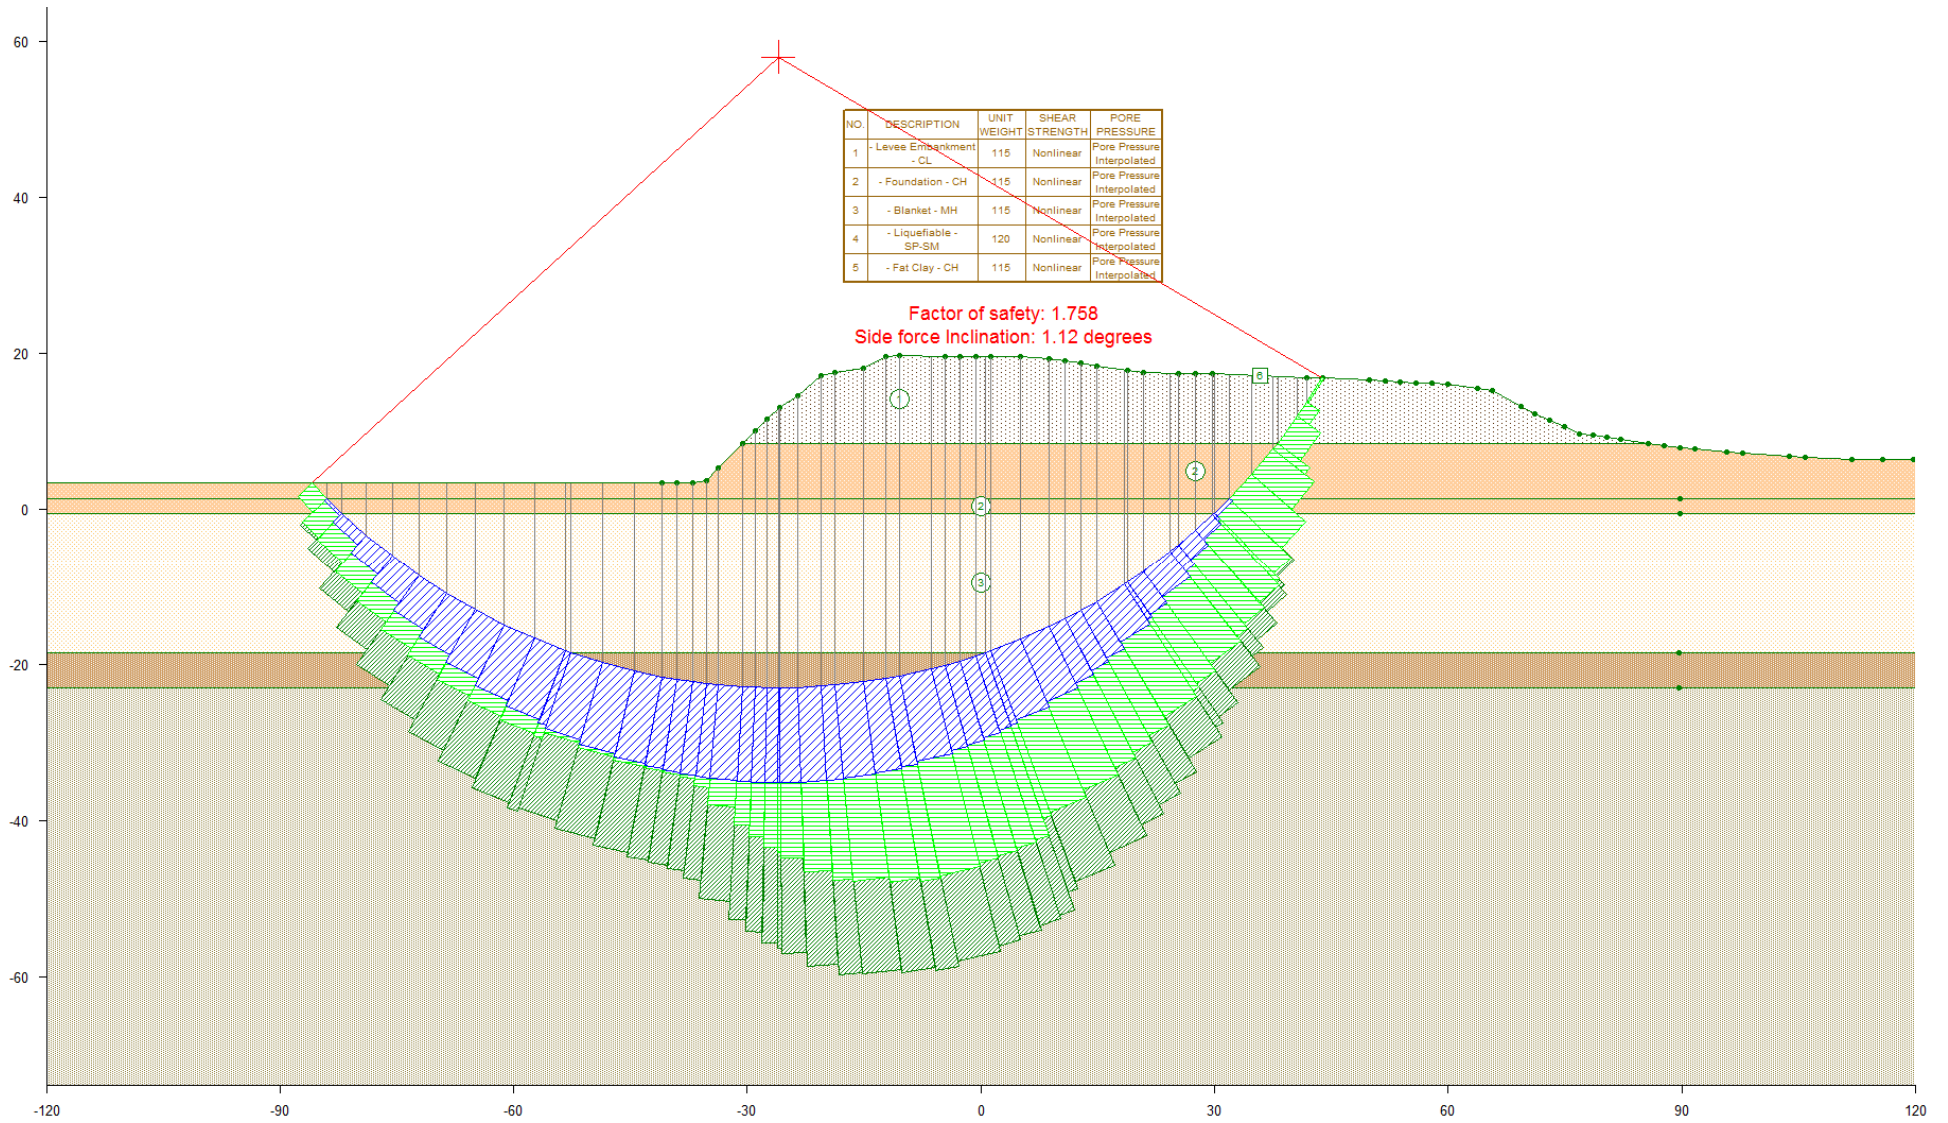 60
NO. DESCRIPTION UNIT WEIGHT SHEAR STRENGTH PORE PRESSURE
1 - Levee Embankment - CL 115 Nonlinear Pore Pressure Interpolated
2 - Foundation - CH 115 Nonlinear Pore Pressure Interpolated
3 - Blanket - MH 115 Nonlinear Pore Pressure Interpolated
4 - Liquefiable - SP-SM 120 Nonlinear Pore Pressure Interpolated
5 - Fat Clay - CH 115 Nonlinear Pore Pressure Interpolated
40
Factor of safety: 1.758
Side force Inclination: 1.12 degrees
20
6
1
2
2
0
3
-20
-40
-60
-120 -90 -60 -30 0 30 60 90 120